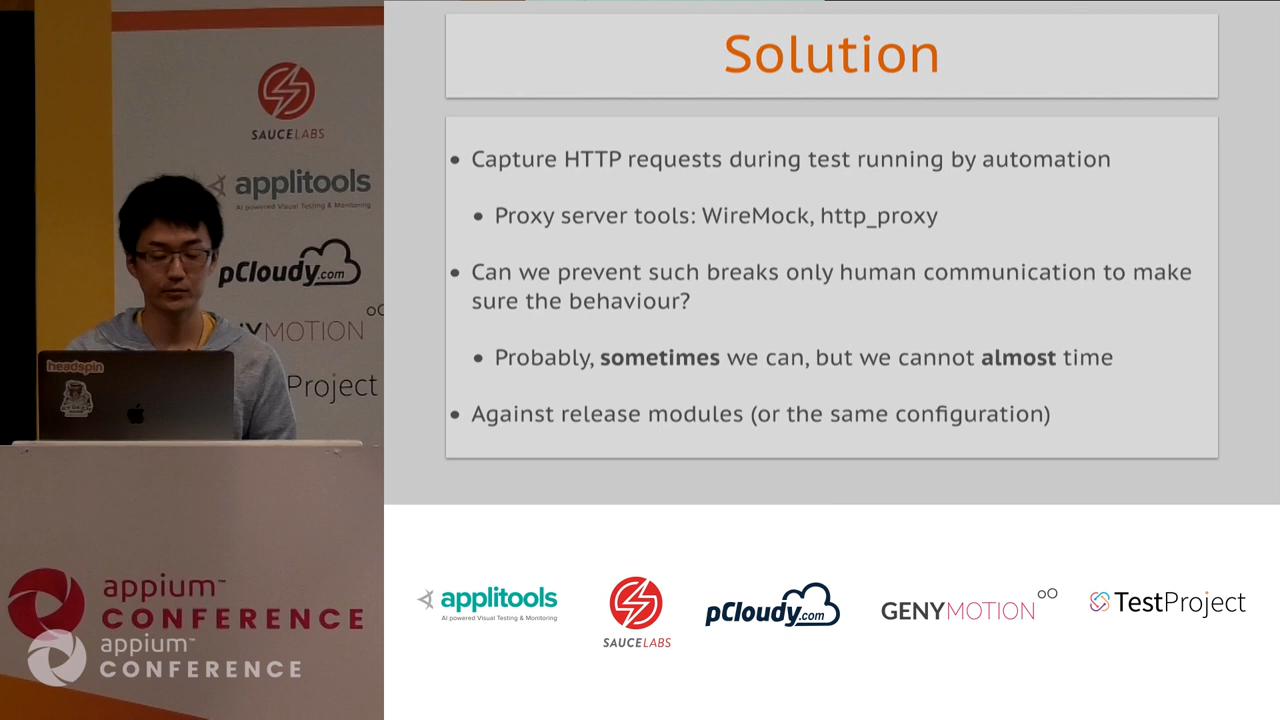 SAUCELABS
applitools
AI powered Visual Testing & Monitoring
pCloudy.com
NYMOTION
Project
headspin
appium™
CONFERENCE
appium™
CONFERENCE
Solution
• Capture HTTP requests during test running by automation
• Proxy server tools: WireMock, http_proxy
• Can we prevent such breaks only human communication to make
sure the behaviour?
• Probably, sometimes we can, but we cannot almost time
• Against release modules (or the same configuration)
applitools
AI powered Visual Testing & Monitoring
SAUCELABS
pCloudy.com
GENYMOTION
TestProject